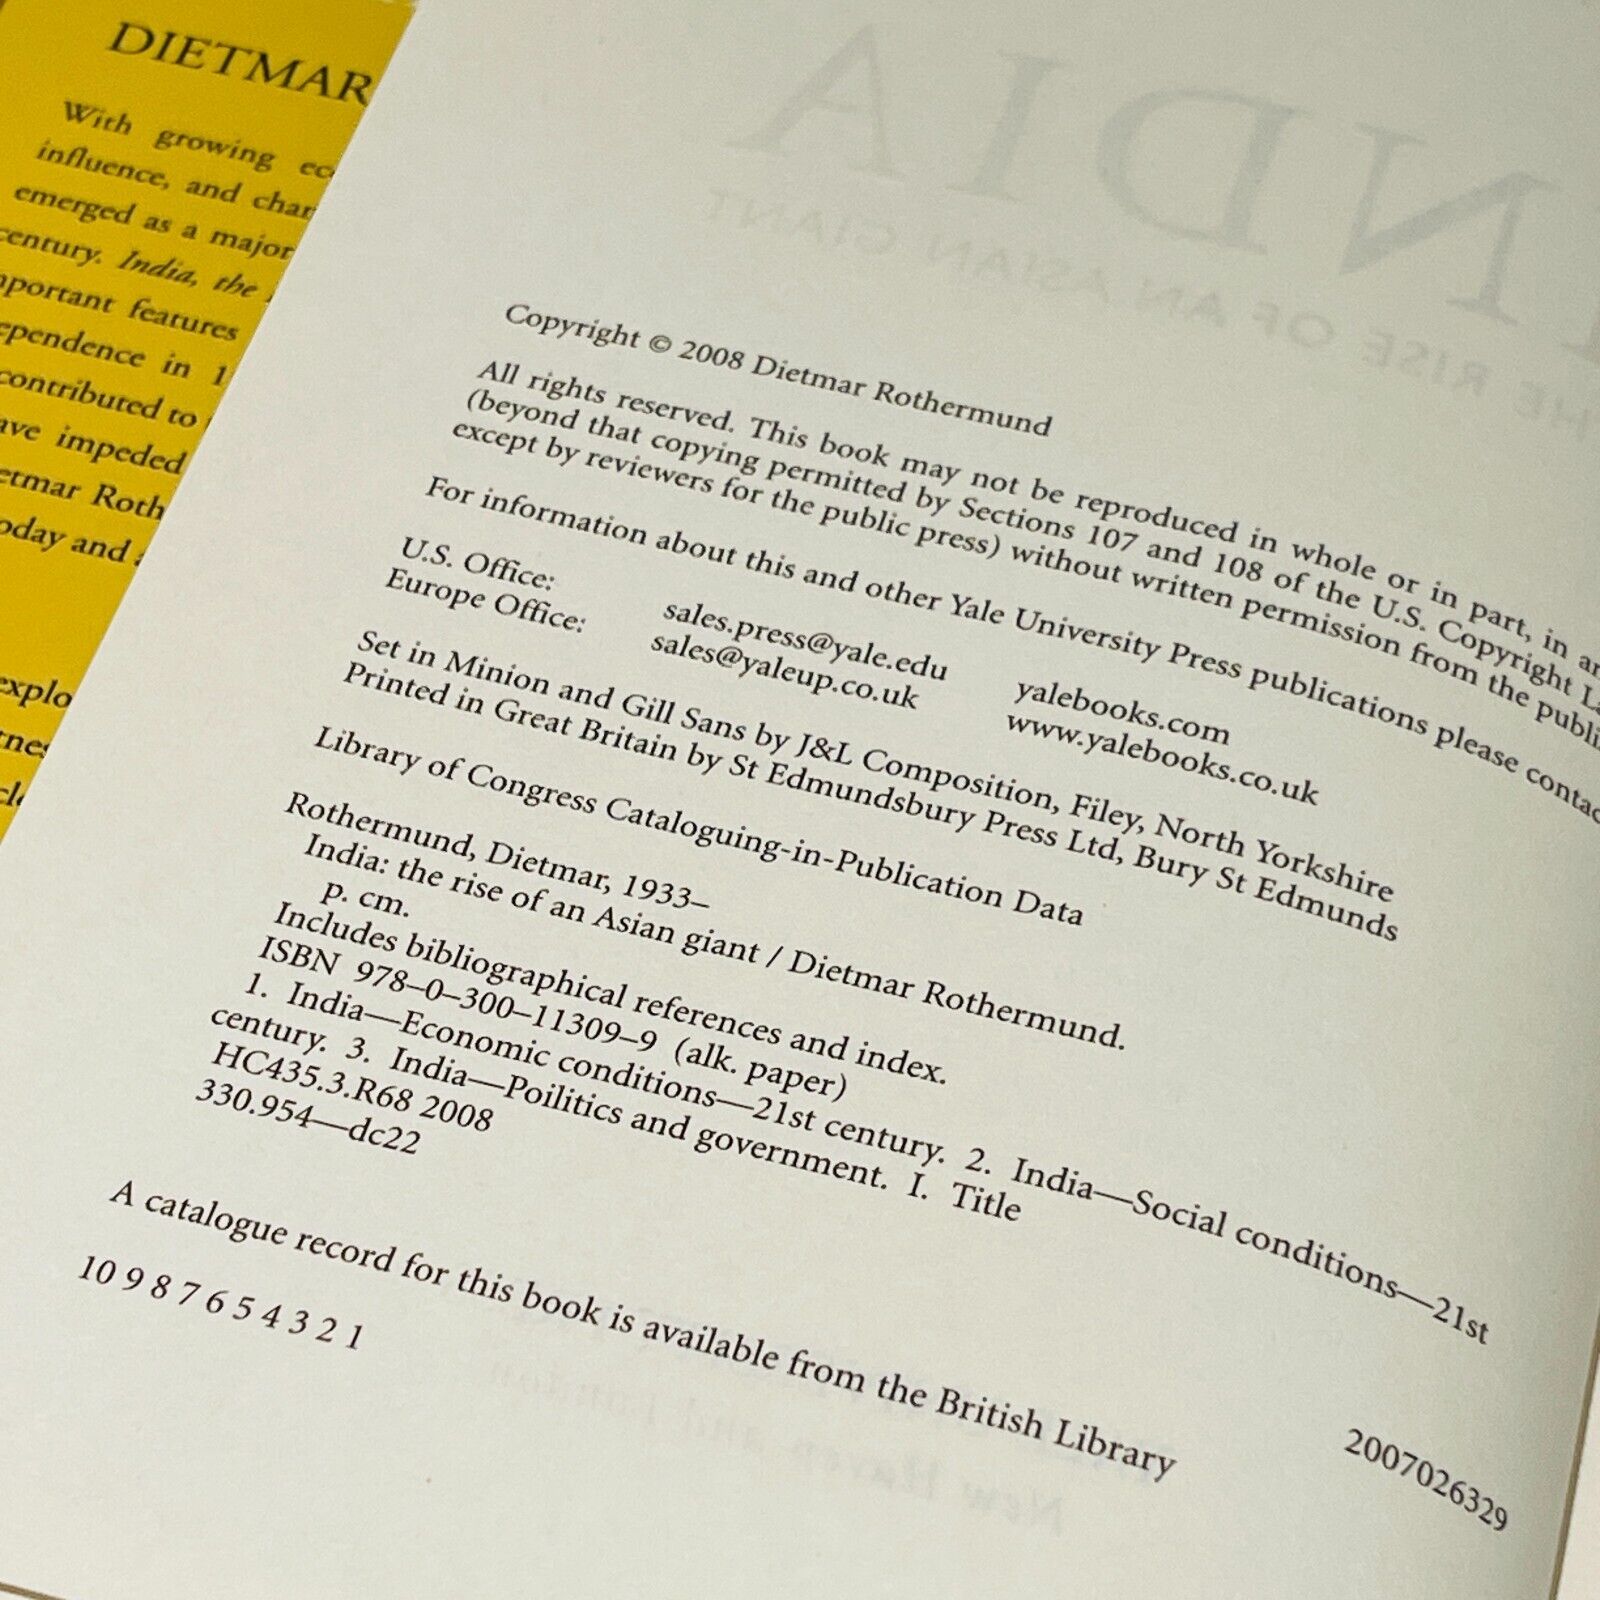 DIETMAR
With growing
influence, and
emerged as a major
century. India, the
features
in
contributed to
impeded
and
Copyright © 2008 Dietmar Rothermund
All rights reserved. This book may not be reproduced in whole or in part, in
(beyond that copying permitted by Sections 107 and 108 of the U.S. Copyright
except by reviewers for the public press) without written permission from the
For information about this and other Yale University Press publications please
U.S. Office: sales.press@yale.edu yalebooks.com
Europe Office: sales@yaleup.co.uk www.yalebooks.co.uk
Set in Minion and Gill Sans by J&L Composition, Filey, North Yorkshire
Printed in Great Britain by St Edmundsbury Press Ltd, Bury St Edmunds
Library of Congress Cataloguing-in-Publication Data
Rothermund, Dietmar, 1933–
India: the rise of an Asian giant / Dietmar Rothermund.
p. cm.
Includes bibliographical references and index.
ISBN 978–0–300–11309–9 (alk. paper)
1. India—Economic conditions—21st century. 2. India—Social conditions—21st
century. 3. India—Poilitics and government. I. Title
HC435.3.R68 2008
330.954—dc22
2007026329
A catalogue record for this book is available from the British Library
10 9 8 7 6 5 4 3 2 1